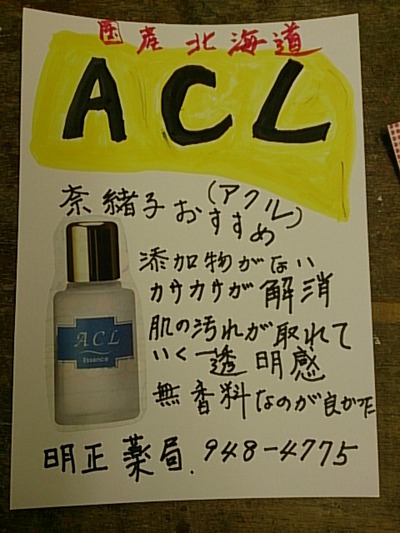 国産北海道
ACL
(アクル)
奈緒子おすすめ
添加物がない
カサカサが解消
肌の汚れが取れて
いく一透明感
無香料なのが良かった
ACL
Essence
明正薬局.948-4775